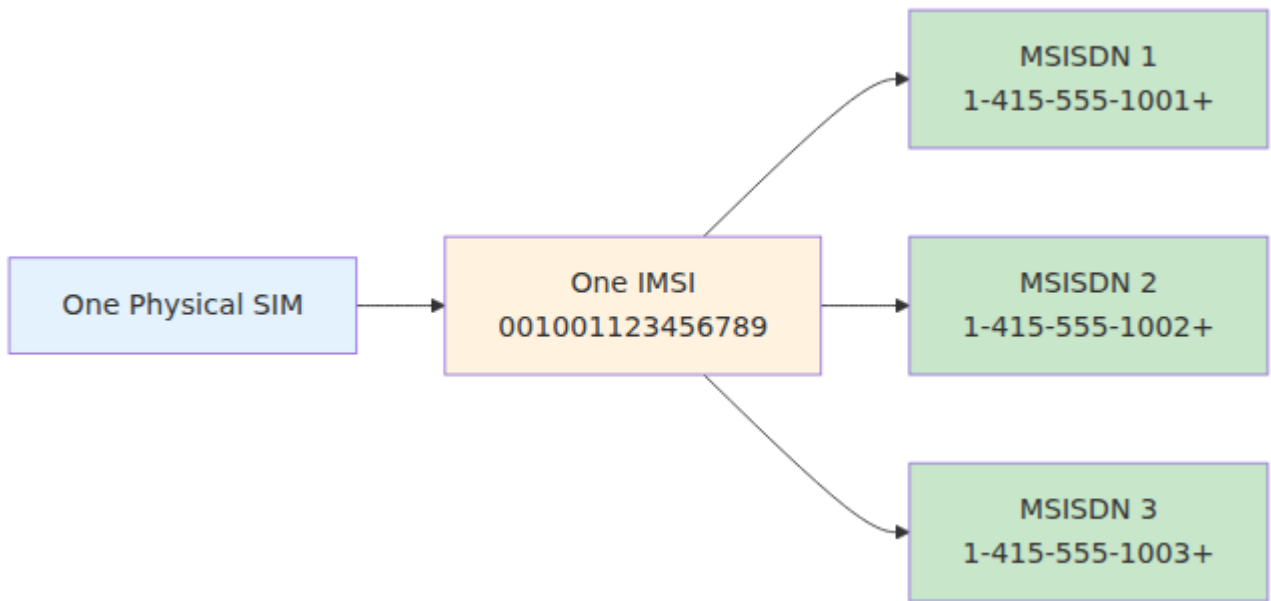 One Physical SIM
One IMSI
001001123456789
MSISDN 1
1-415-555-1001+
MSISDN 2
1-415-555-1002+
MSISDN 3
1-415-555-1003+